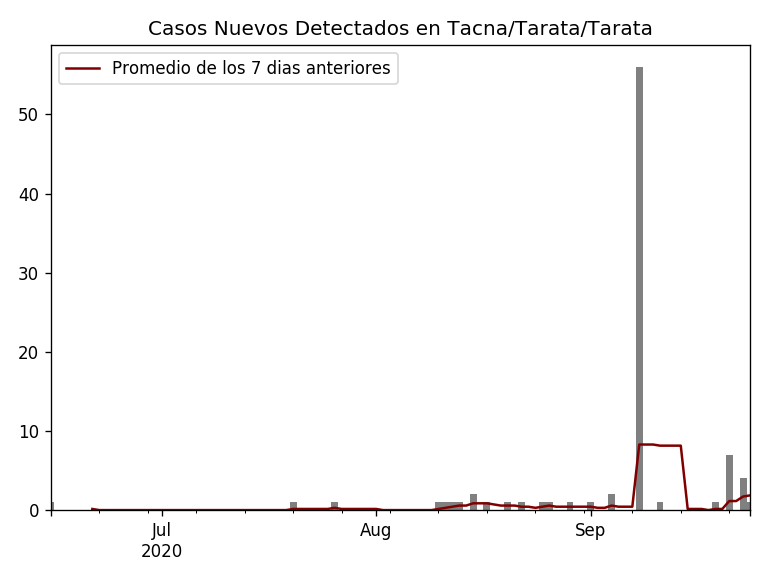 Casos Nuevos Detectados en Tacna/Tarata/Tarata
Promedio de los 7 dias anteriores
50
40
30
20
10
0
Jul
2020
Aug
Sep